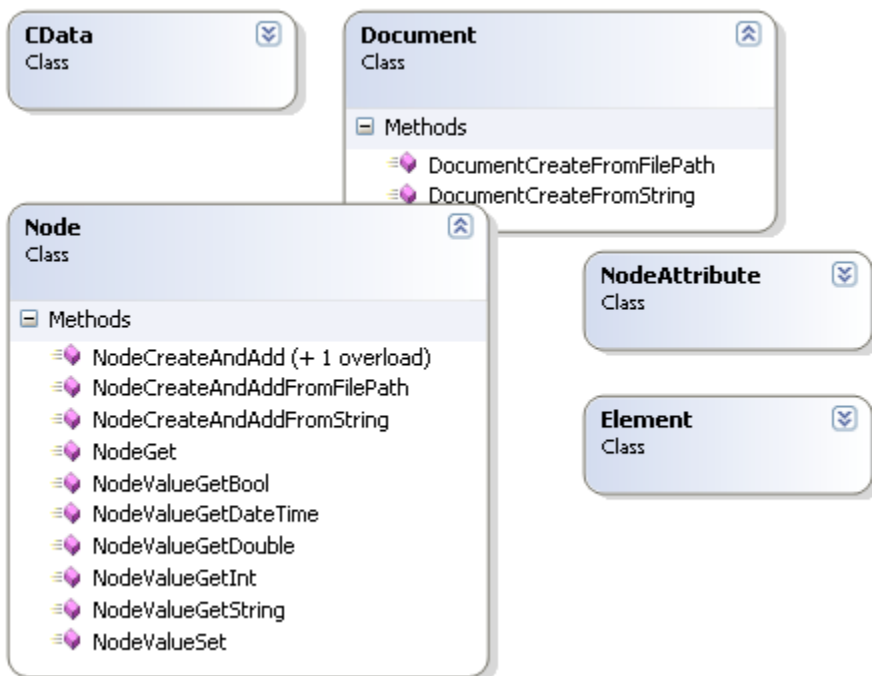 CData
Class
Document
Class
Methods
DocumentCreateFromFilePath
DocumentCreateFromString
Node
Class
Methods
NodeCreateAndAdd (+ 1 overload)
NodeCreateAndAddFromFilePath
NodeCreateAndAddFromString
NodeGet
NodeValueGetBool
NodeValueGetDateTime
NodeValueGetDouble
NodeValueGetInt
NodeValueGetString
NodeValueSet
NodeAttribute
Class
Element
Class